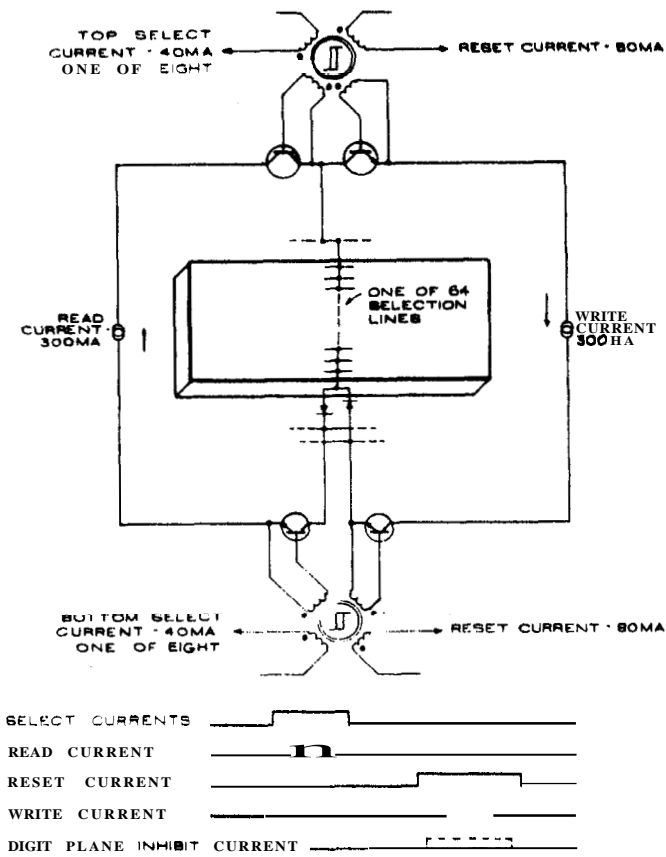 TOP SELECT
CURRENT - 40MA
ONE OF EIGHT
RESET CURRENT - 80MA
ONE OF 64
SELECTION
LINES
READ
CURRENT -
300MA
WRITE
CURRENT
300HA
BOTTOM SELECT
CURRENT - 40MA
ONE OF EIGHT
RESET CURRENT - 80MA
SELECT CURRENTS
READ CURRENT
RESET CURRENT
WRITE CURRENT
DIGIT PLANE INHIBIT CURRENT